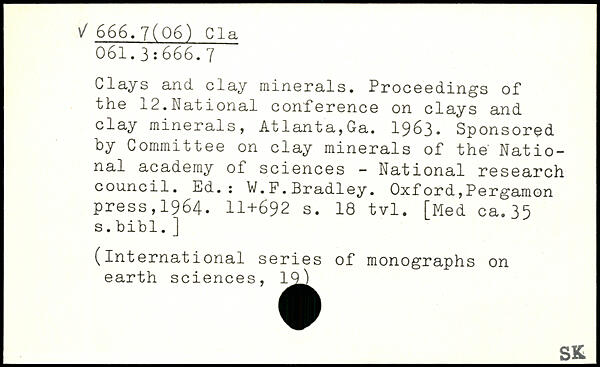 √ 666.7(06) Cla
061.3:666.7
Clays and clay minerals. Proceedings of
the 12.National conference on clays and
clay minerals, Atlanta,Ga. 1963. Sponsored
by Committee on clay minerals of the Natio-
nal academy of sciences - National research
council. Ed.: W.F.Bradley. Oxford,Pergamon
press,1964. 11+692 s. 18 tvl. [Med ca.35
s.bibl.]
(International series of monographs on
earth sciences, 19)
SK